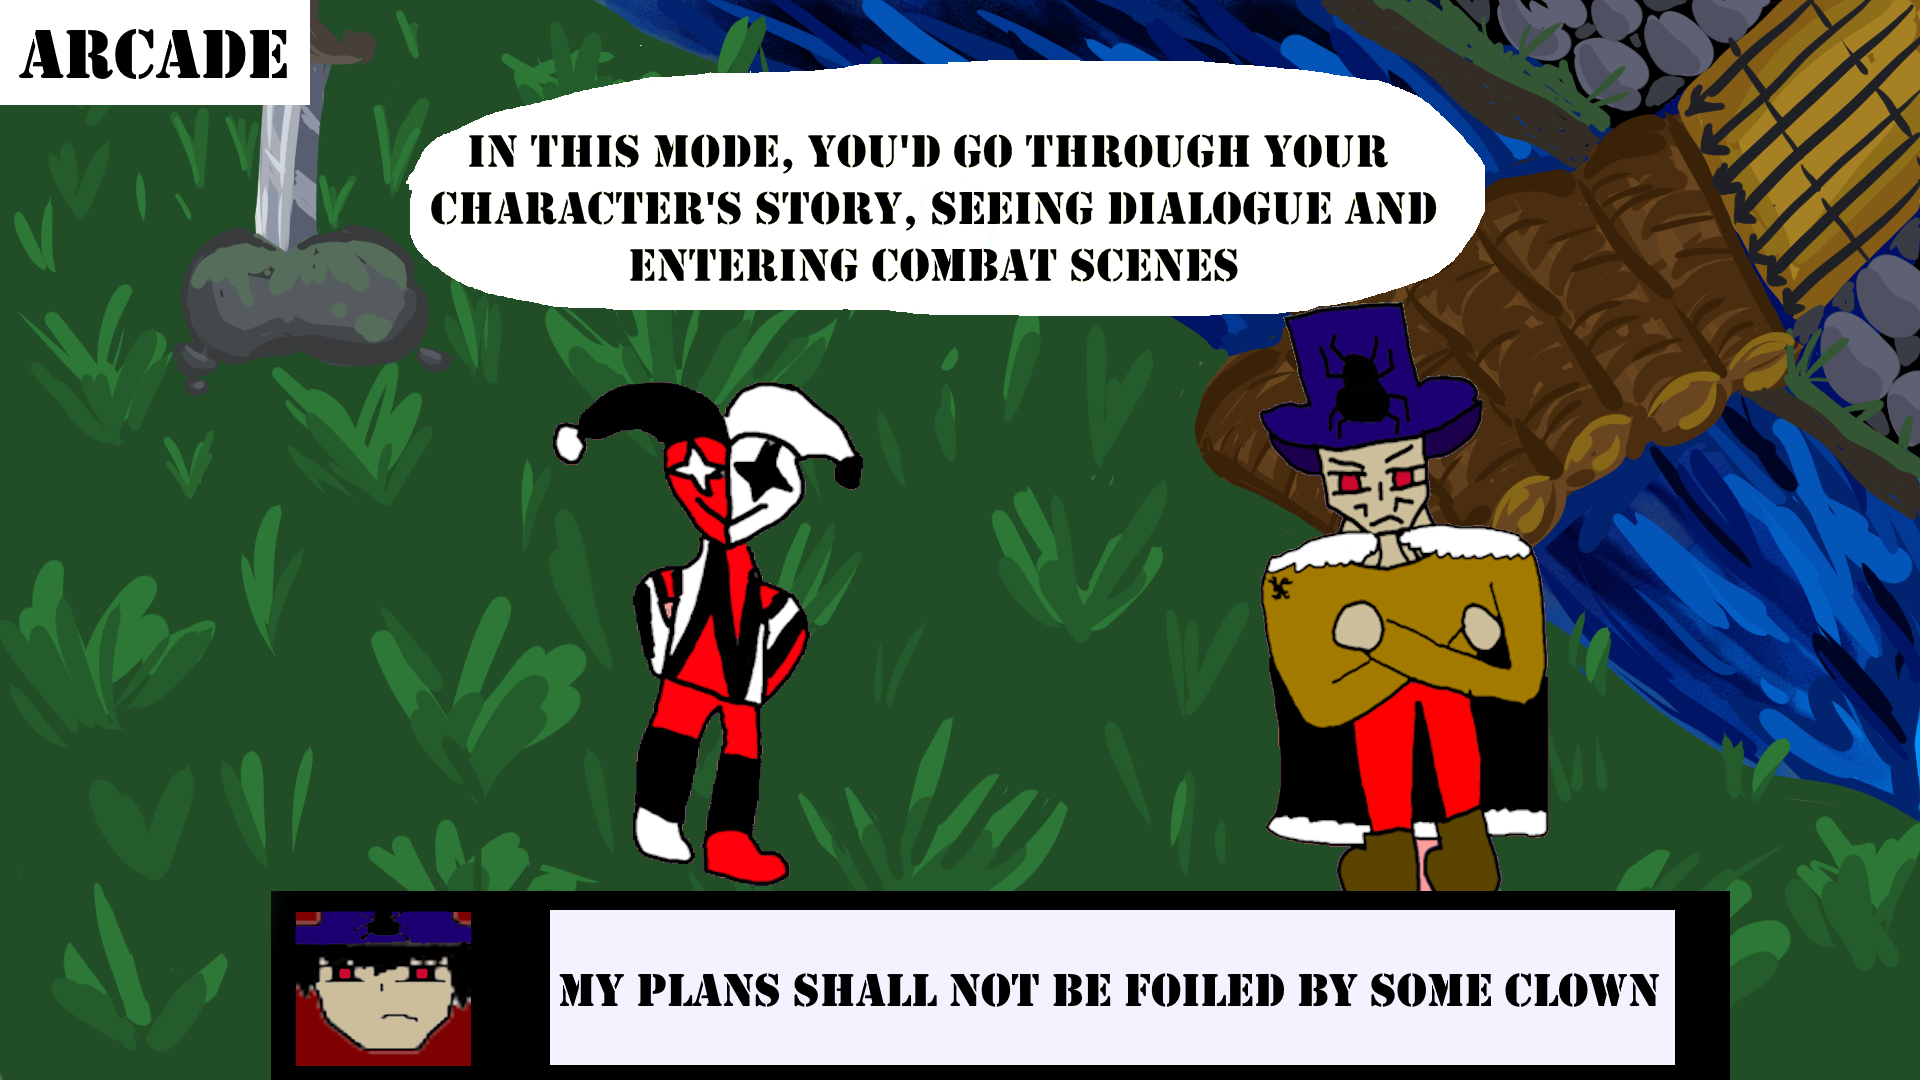 ARCADE
IN THIS MODE, YOU'D GO THROUGH YOUR
CHARACTER'S STORY, SEEING DIALOGUE AND
ENTERING COMBAT SCENES
MY PLANS SHALL NOT BE FOILED BY SOME CLOWN